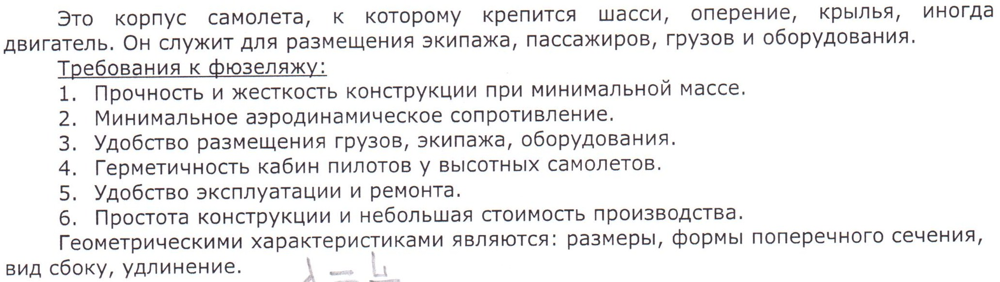 Это корпус самолета, к которому крепится шасси, оперение, крылья, иногда
двигатель. Он служит для размещения экипажа, пассажиров, грузов и оборудования.
Требования к фюзеляжу:
1. Прочность и жесткость конструкции при минимальной массе.
2. Минимальное аэродинамическое сопротивление.
3. Удобство размещения грузов, экипажа, оборудования.
4. Герметичность кабин пилотов у высотных самолетов.
5. Удобство эксплуатации и ремонта.
6. Простота конструкции и небольшая стоимость производства.
Геометрическими характеристиками являются: размеры, формы поперечного сечения,
вид сбоку, удлинение.